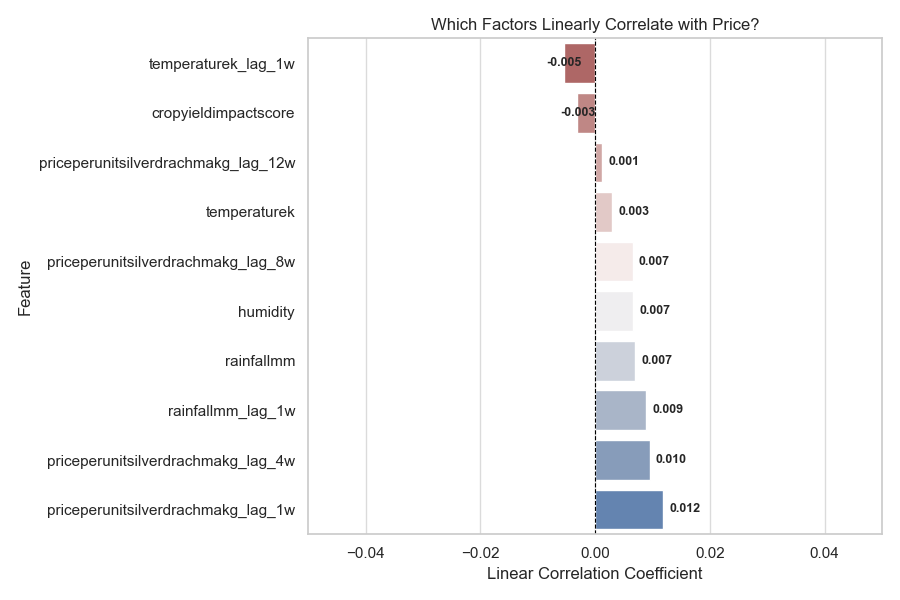 Which Factors Linearly Correlate with Price?
temperaturek_lag_1w
-0.005
cropyieldimpactscore
-0.003
priceperunitsilverdrachmakg_lag_12w
0.001
temperaturek
0.003
priceperunitsilverdrachmakg_lag_8w
0.007
humidity
0.007
rainfallmm
0.007
rainfallmm_lag_1w
0.009
priceperunitsilverdrachmakg_lag_4w
0.010
priceperunitsilverdrachmakg_lag_1w
0.012
Feature
−0.04 −0.02 0.00 0.02 0.04
Linear Correlation Coefficient